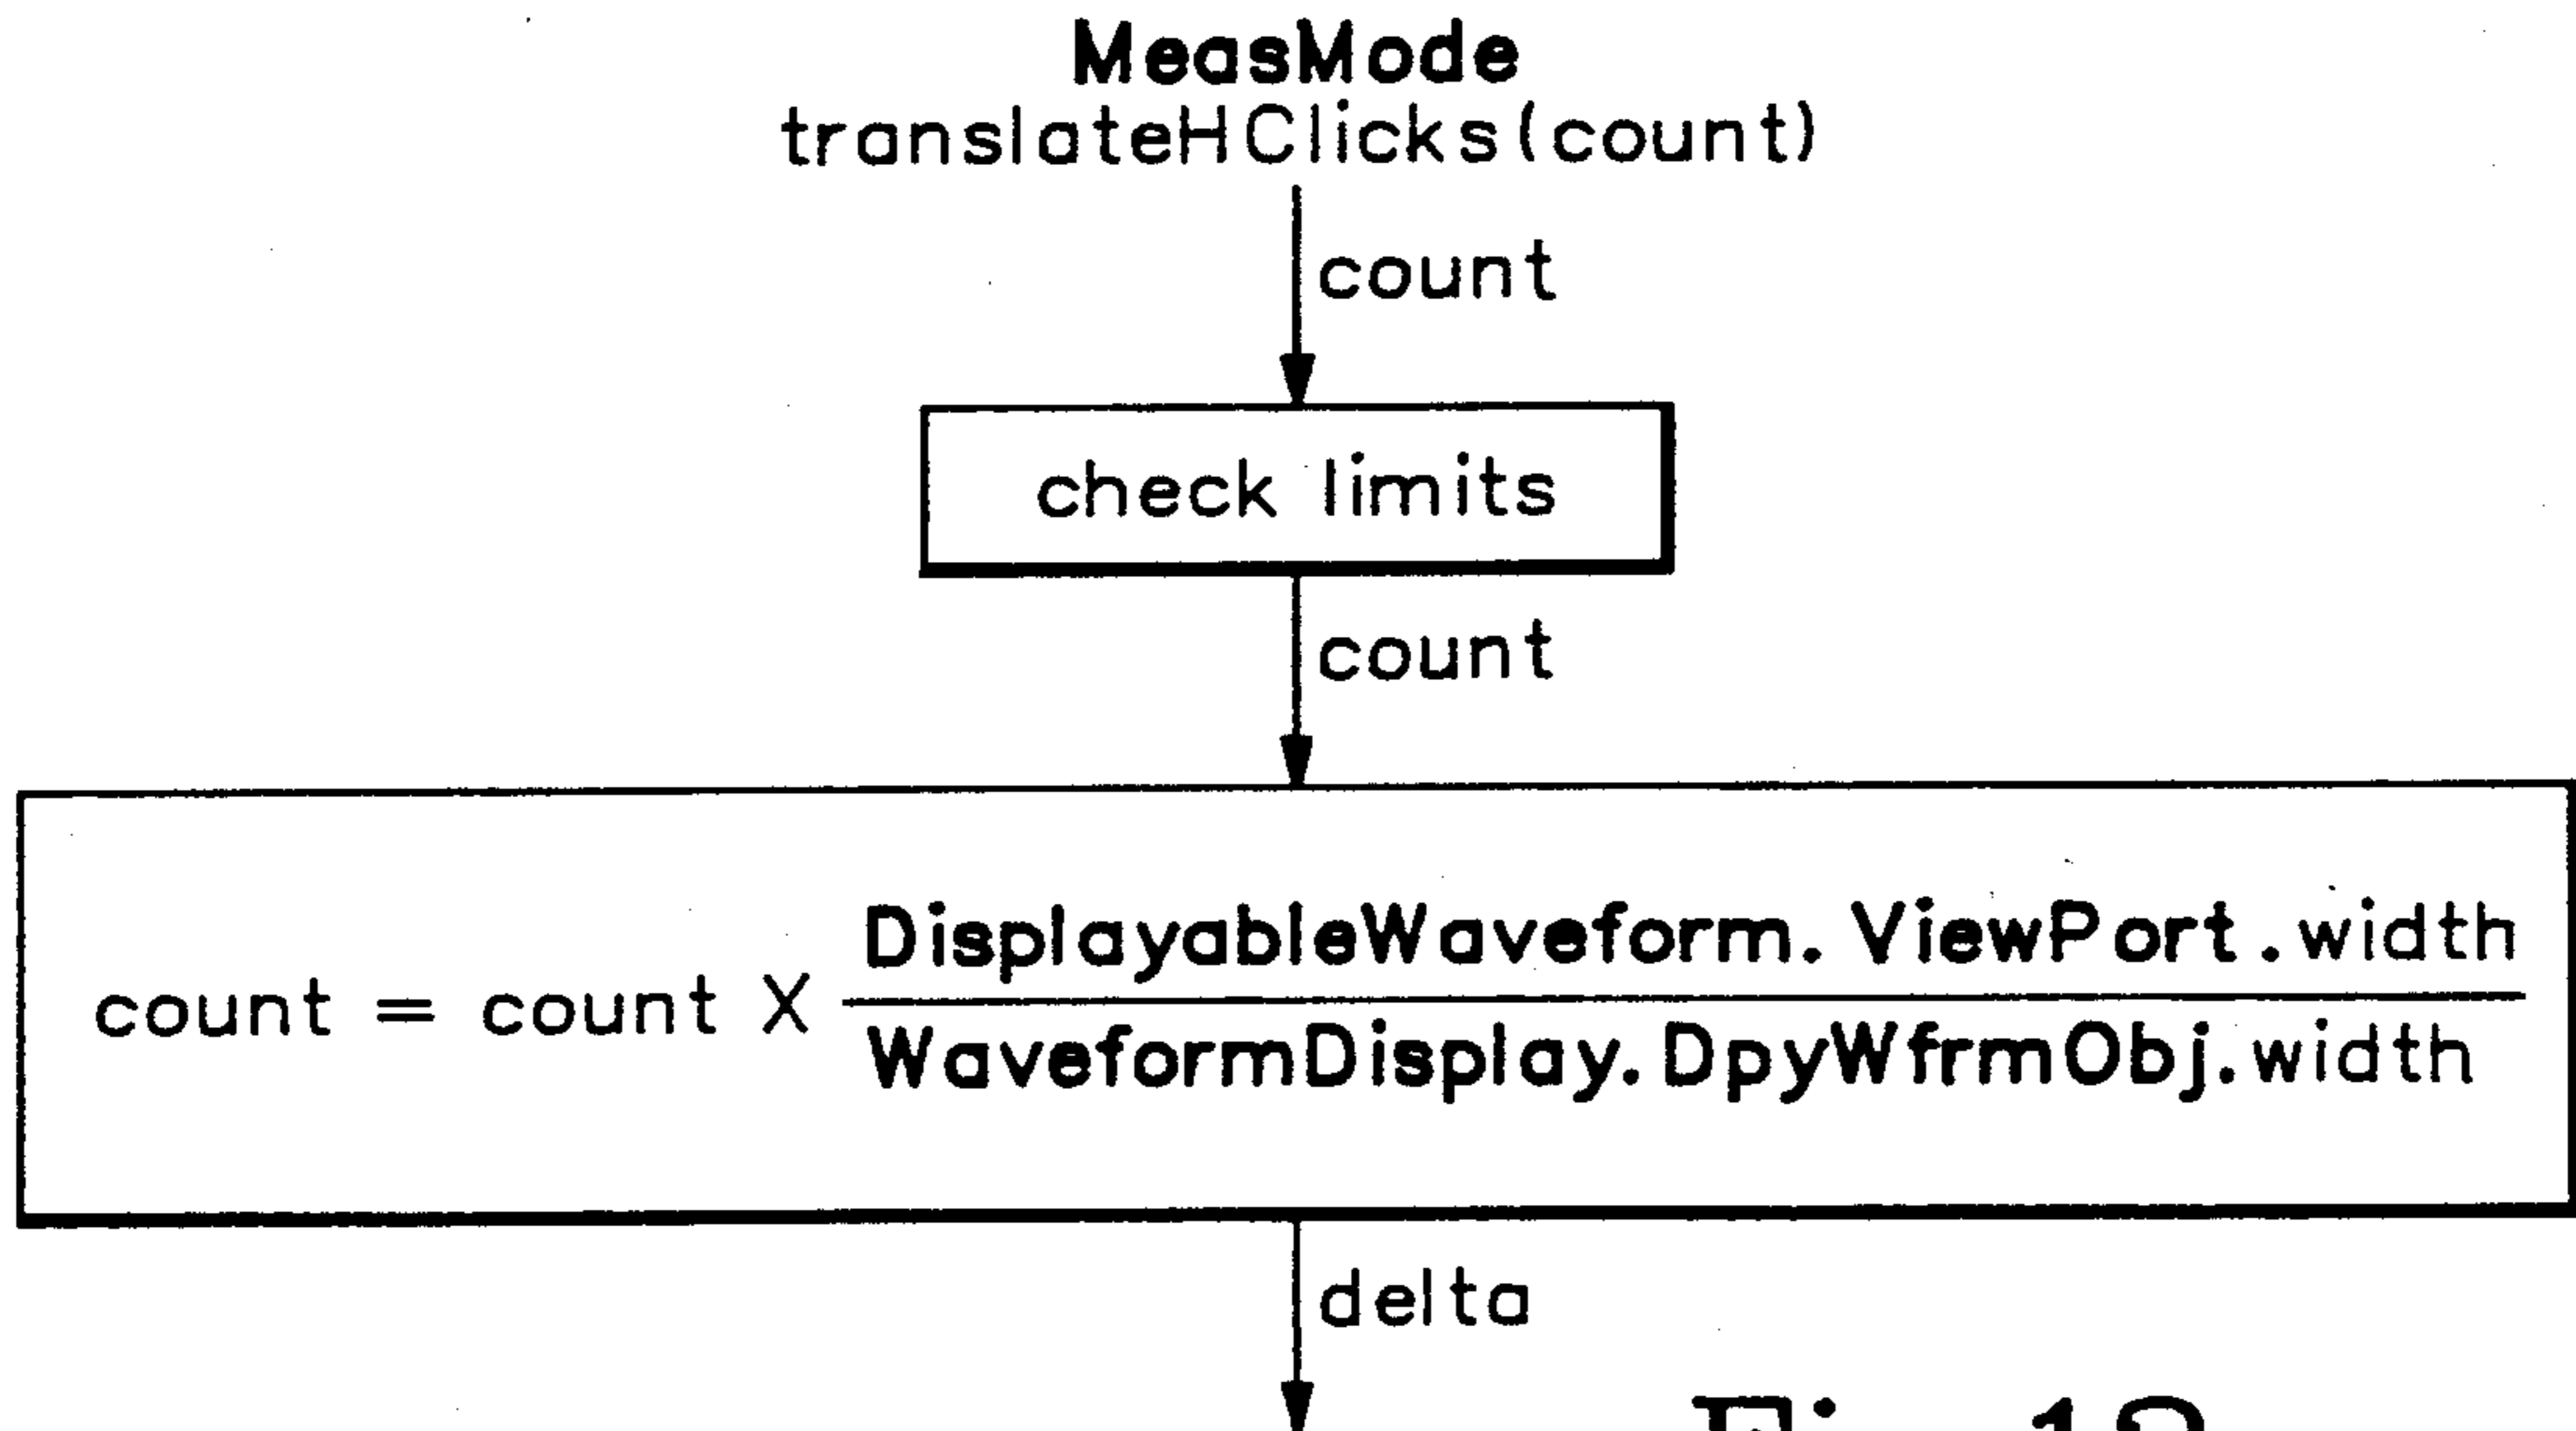 MeasMode
translateHClicks(count)
count
check limits
count
DisplayableWaveform.ViewPort.width
count = count X
WaveformDisplay.DpyWfrmObj.width
delta